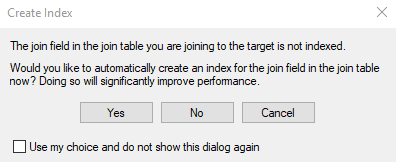 Create Index
The join field in the join table you are joining to the target is not indexed.
Would you like to automatically create an index for the join field in the join table
now? Doing so will significantly improve performance.
Yes No Cancel
Use my choice and do not show this dialog again